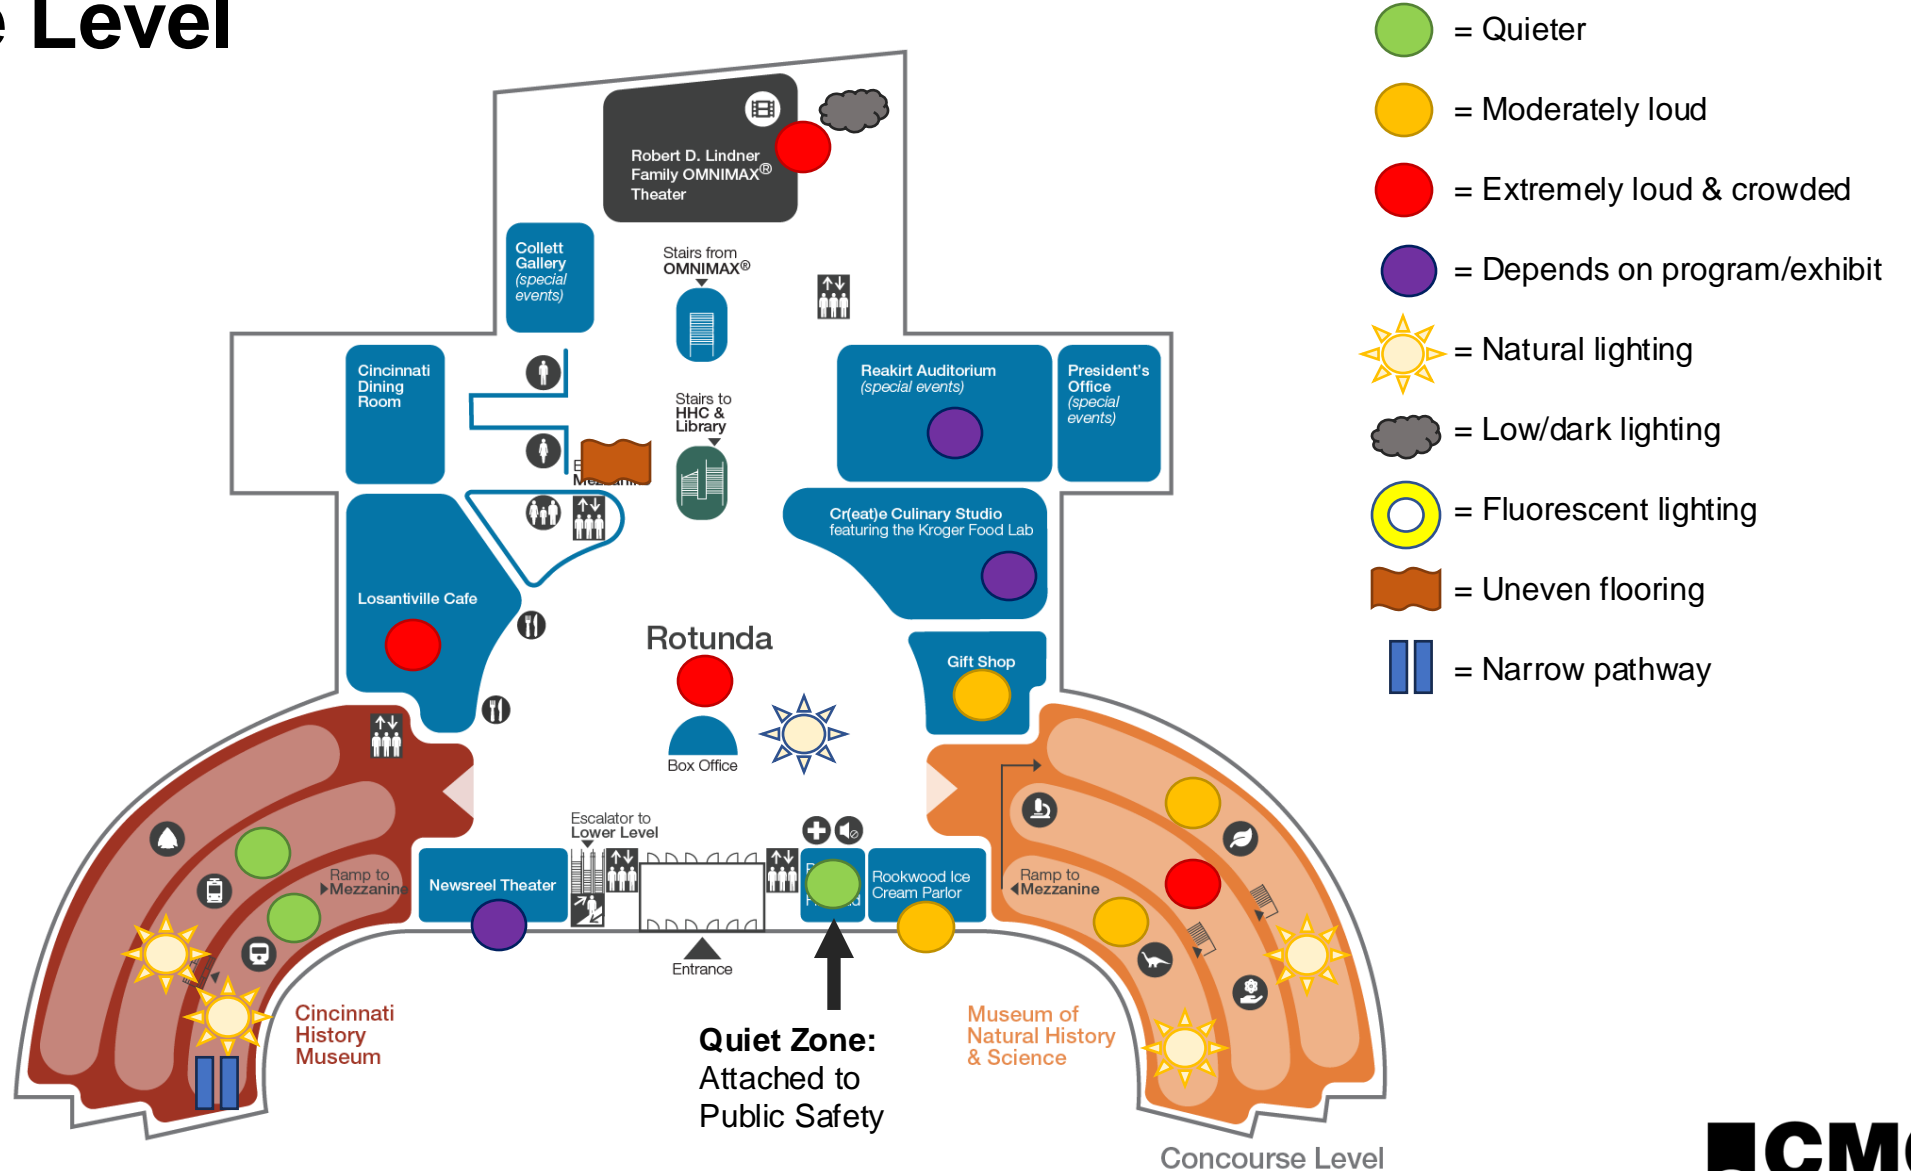 Level
= Quieter
= Moderately loud
= Extremely loud & crowded
= Depends on program/exhibit
= Natural lighting
= Low/dark lighting
= Fluorescent lighting
= Uneven flooring
= Narrow pathway
Robert D. Lindner
Family OMNIMAX®
Theater
Collett
Gallery
(special
events)
Stairs from
OMNIMAX®
Cincinnati
Dining
Room
Stairs to
HHC &
Library
Reakirt Auditorium
(special events)
President's
Office
(special
events)
Cr(eat)e Culinary Studio
featuring the Kroger Food Lab
Losantiville Cafe
Rotunda
Gift Shop
Box Office
Escalator to
Lower Level
Ramp to
Mezzanine
Newsreel Theater
Rookwood Ice
Cream Parlor
Ramp to
Mezzanine
Entrance
Cincinnati
History
Museum
Quiet Zone:
Attached to
Public Safety
Museum of
Natural History
& Science
Concourse Level